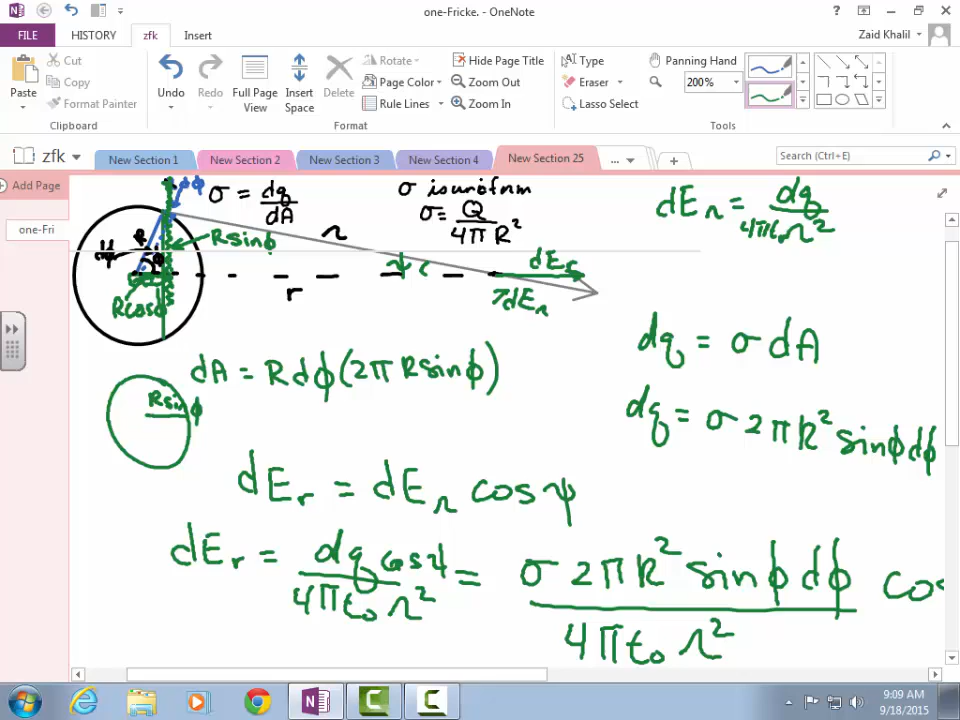 one-Fricke. - OneNote
?
FILE
HISTORY
zfk
Insert
Zaid Khalil
Paste
Cut
Copy
Format Painter
Undo
Redo
Full Page View
Insert Space
Delete
Rotate
Page Color
Rule Lines
Hide Page Title
Zoom Out
Zoom In
Type
Eraser
Lasso Select
Panning Hand
200%
Clipboard
Format
Tools
zfk
New Section 1
New Section 2
New Section 3
New Section 4
New Section 25
...
+
Search (Ctrl+E)
Add Page
one-Fri
dϕ
σ = dq/dA
σ is uniform
σ = Q/4πR²
dE𝓇 = dq/4πε₀𝓇²
R
Rsinϕ
𝓇
ϕ
ψ
dEr
r
dE𝓇
Rcosϕ
dq = σdA
dA = Rdϕ(2πRsinϕ)
Rsinϕ
dq = σ2πR²sinϕdϕ
dEr = dE𝓇 cosψ
dEr = dq cosψ/4πε₀𝓇² = σ2πR²sinϕdϕ/4πε₀𝓇² cos
9:09 AM
9/18/2015